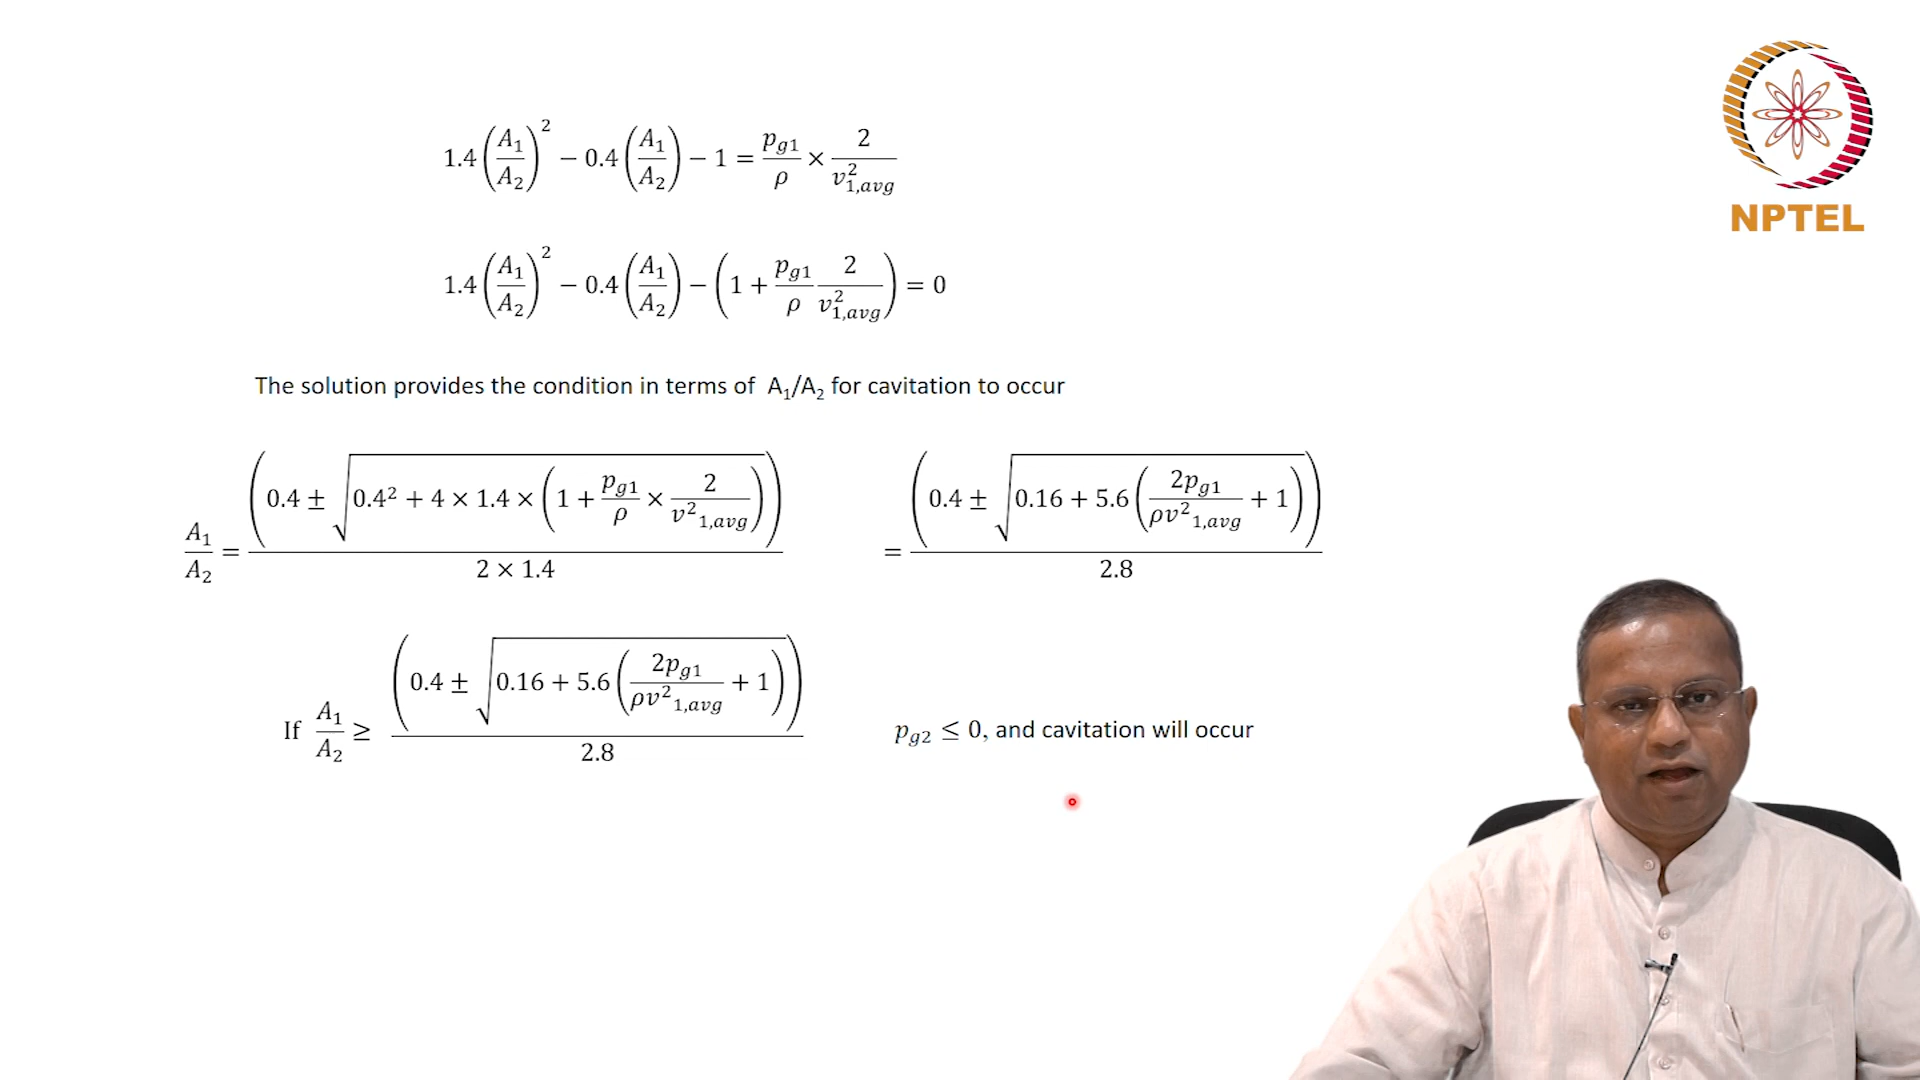 1.4(A₁/A₂)² − 0.4(A₁/A₂) − 1 = p_g1/ρ × 2/v²_1,avg
NPTEL
1.4(A₁/A₂)² − 0.4(A₁/A₂) − (1 + p_g1/ρ 2/v²_1,avg) = 0
The solution provides the condition in terms of A₁/A₂ for cavitation to occur
A₁/A₂ = (0.4 ± √(0.4² + 4 × 1.4 × (1 + p_g1/ρ × 2/v²_1,avg)))/(2 × 1.4) = (0.4 ± √(0.16 + 5.6(2p_g1/ρv²_1,avg + 1)))/2.8
If A₁/A₂ ≥ (0.4 ± √(0.16 + 5.6(2p_g1/ρv²_1,avg + 1)))/2.8 p_g2 ≤ 0, and cavitation will occur